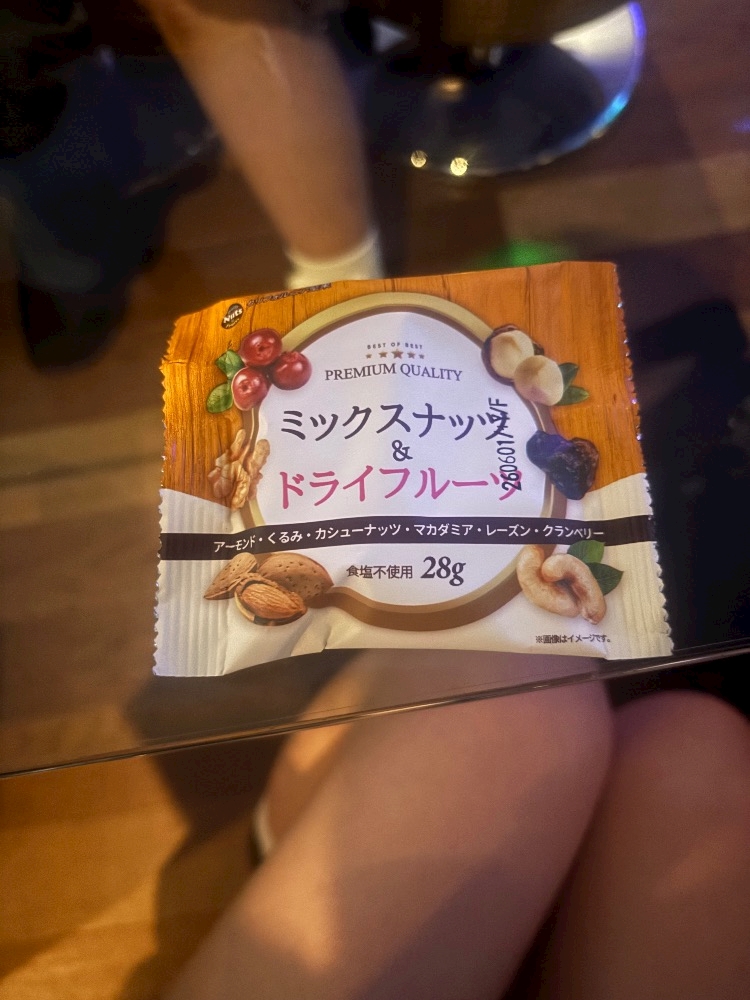 Nuts
BEST OF BEST
PREMIUM QUALITY
ミックスナッツ
&
ドライフルーツ
アーモンド・くるみ・カシューナッツ・マカダミア・レーズン・クランベリー
食塩不使用 28g
※画像はイメージです。